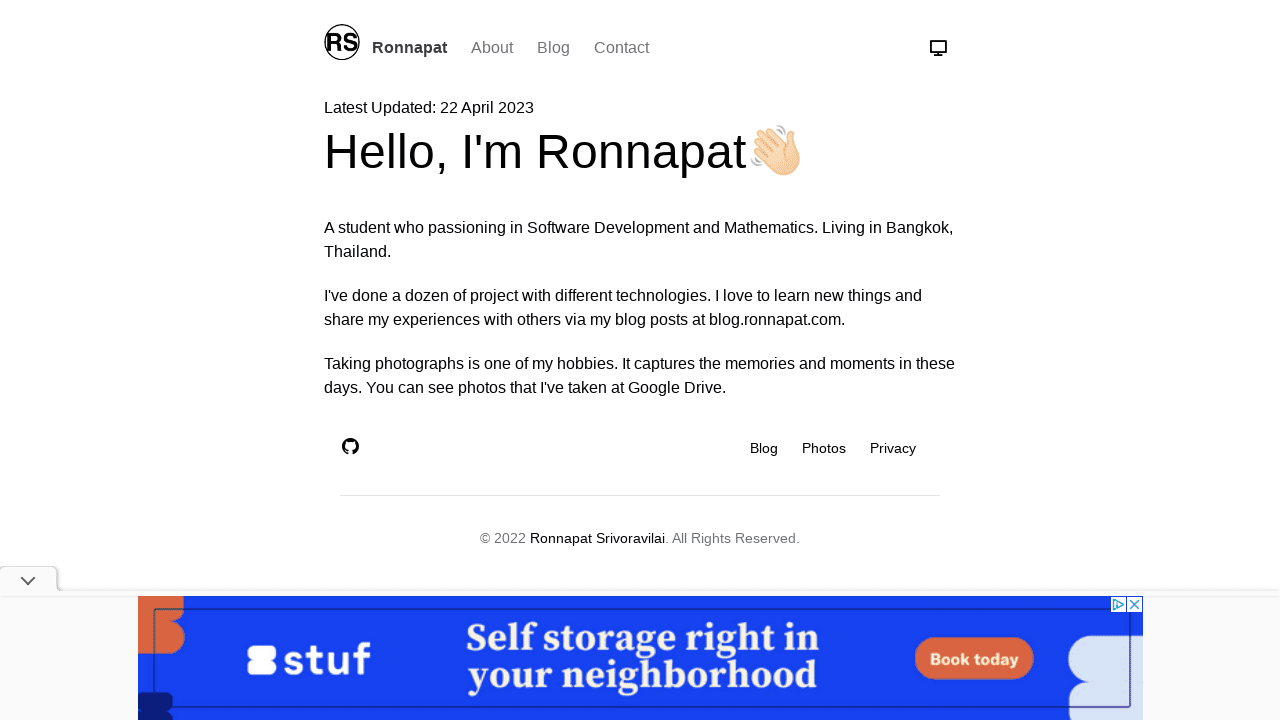 RS Ronnapat About Blog Contact
Latest Updated: 22 April 2023
Hello, I'm Ronnapat👋🏻
A student who passioning in Software Development and Mathematics. Living in Bangkok,
Thailand.
I've done a dozen of project with different technologies. I love to learn new things and
share my experiences with others via my blog posts at blog.ronnapat.com.
Taking photographs is one of my hobbies. It captures the memories and moments in these
days. You can see photos that I've taken at Google Drive.
Blog Photos Privacy
© 2022 Ronnapat Srivoravilai. All Rights Reserved.
stuf
Self storage right in
your neighborhood
Book today